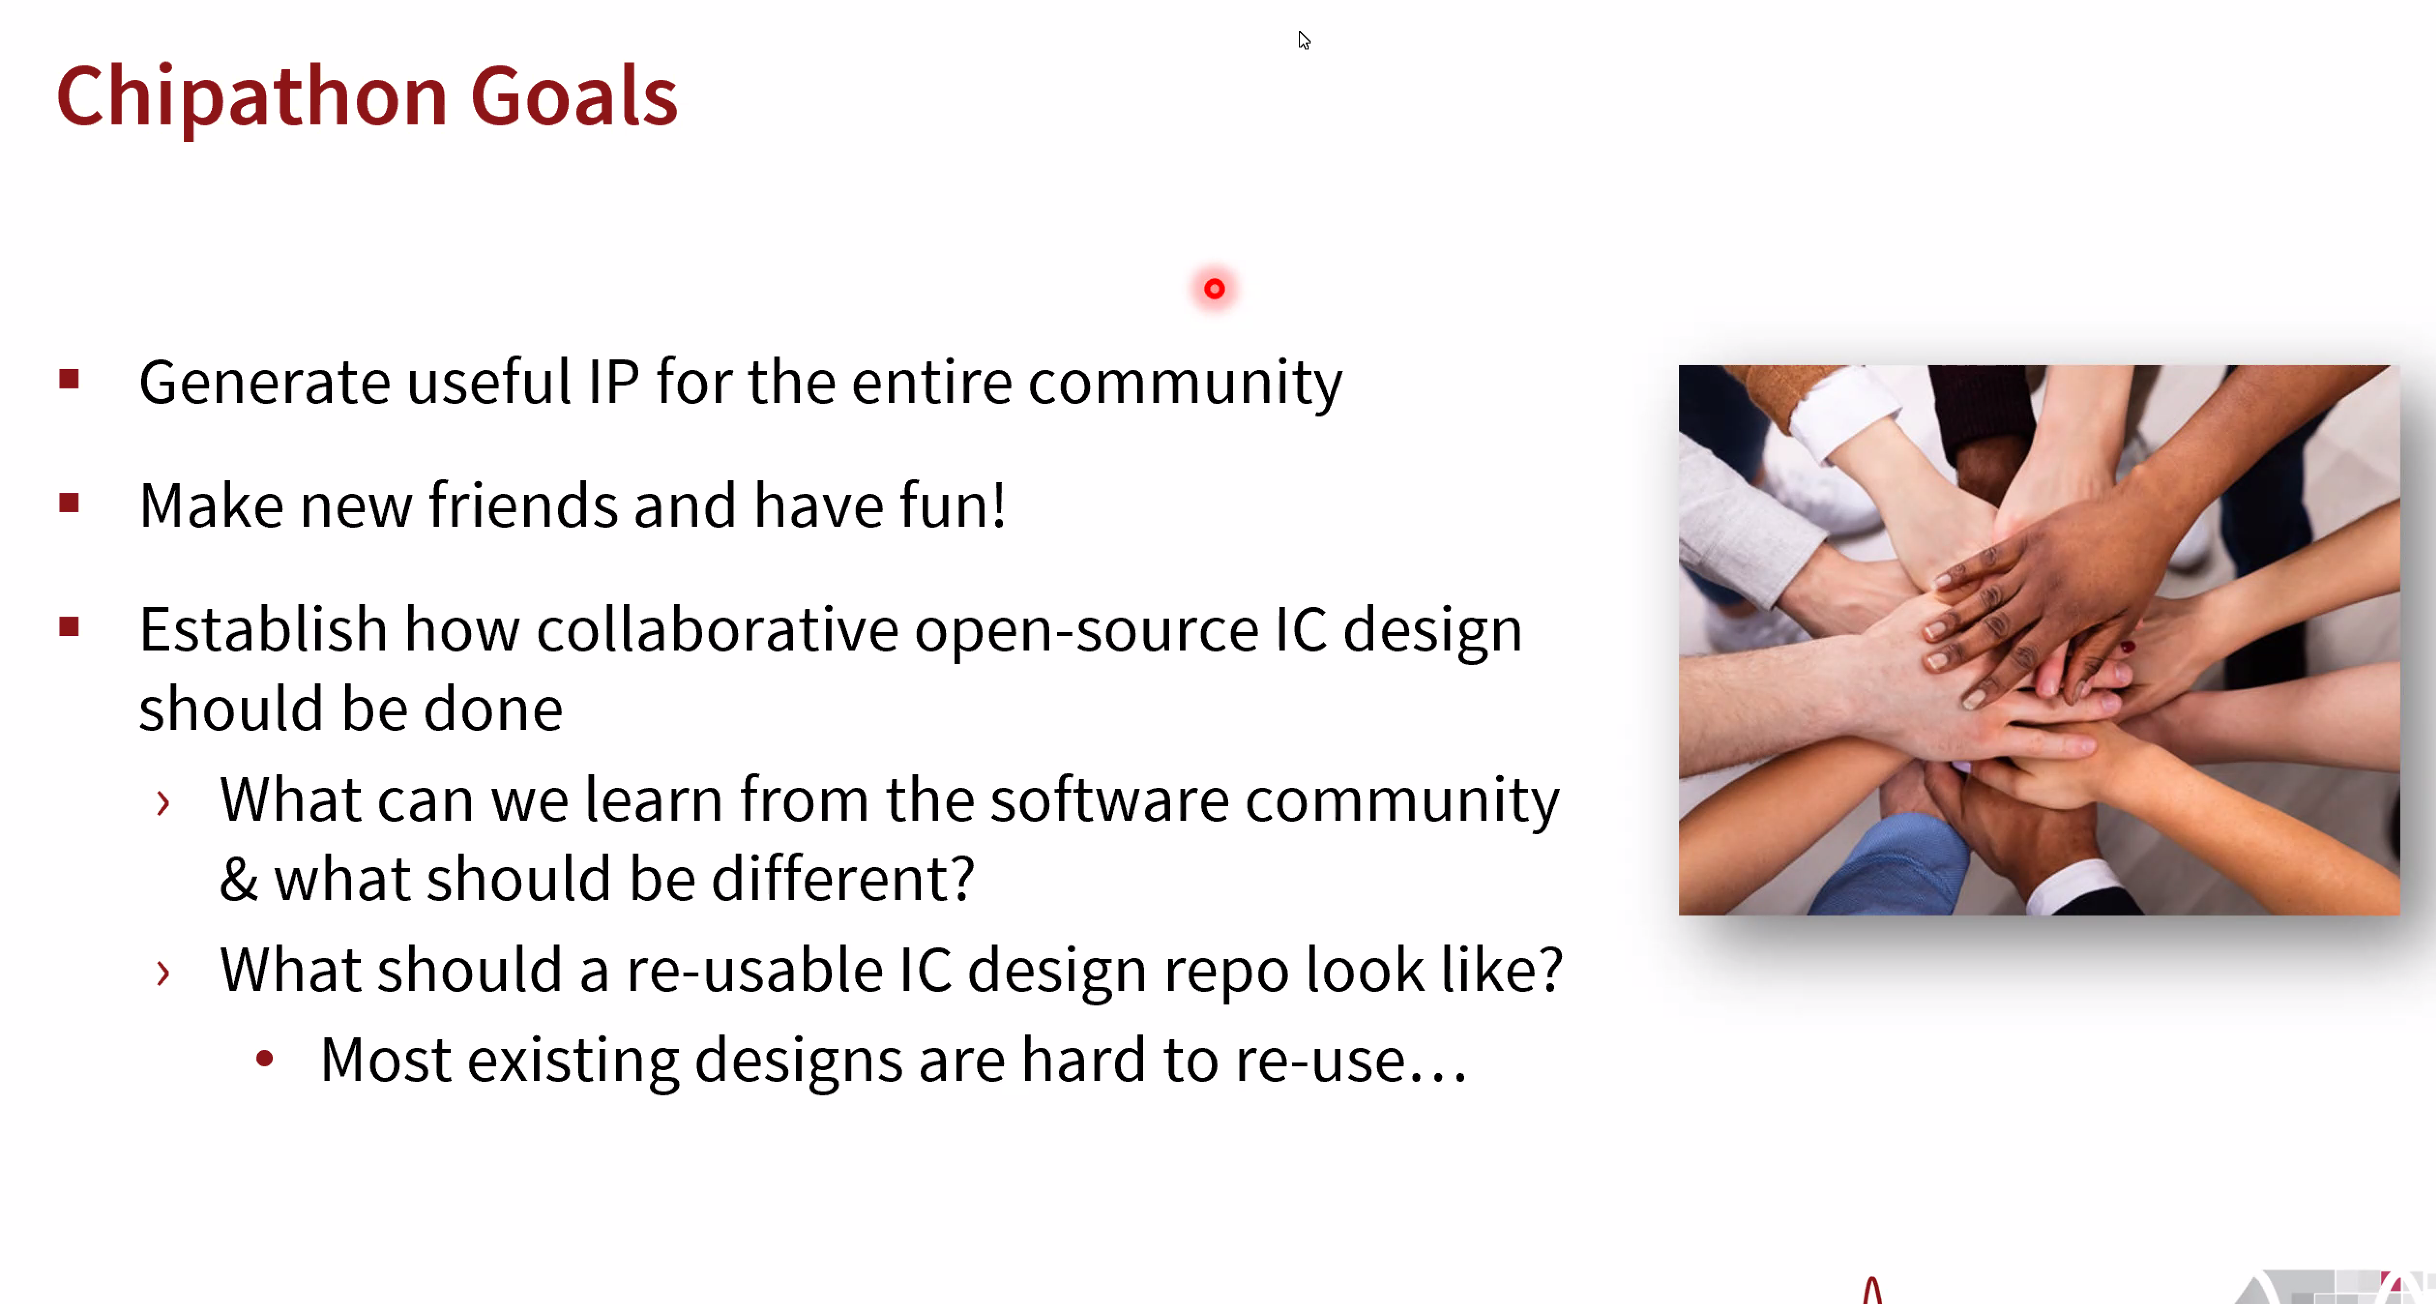 Chipathon Goals
Generate useful IP for the entire community
Make new friends and have fun!
Establish how collaborative open-source IC design
should be done
What can we learn from the software community
& what should be different?
What should a re-usable IC design repo look like?
Most existing designs are hard to re-use…